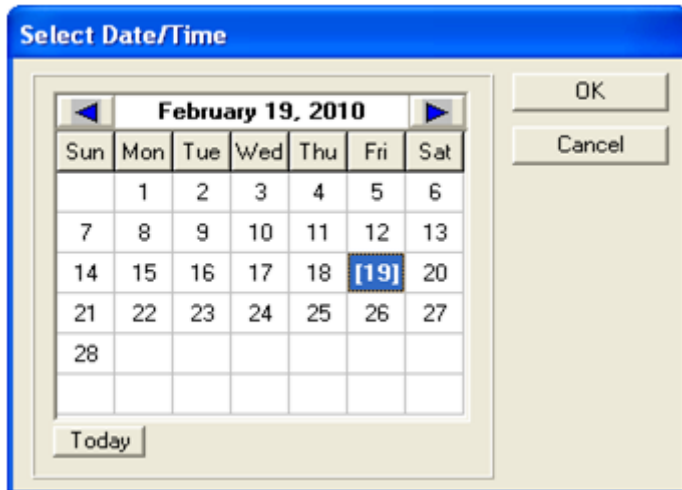 Select Date/Time
February 19, 2010
OK
Sun Mon Tue Wed Thu Fri Sat
Cancel
1 2 3 4 5 6
7 8 9 10 11 12 13
14 15 16 17 18 [19] 20
21 22 23 24 25 26 27
28
Today